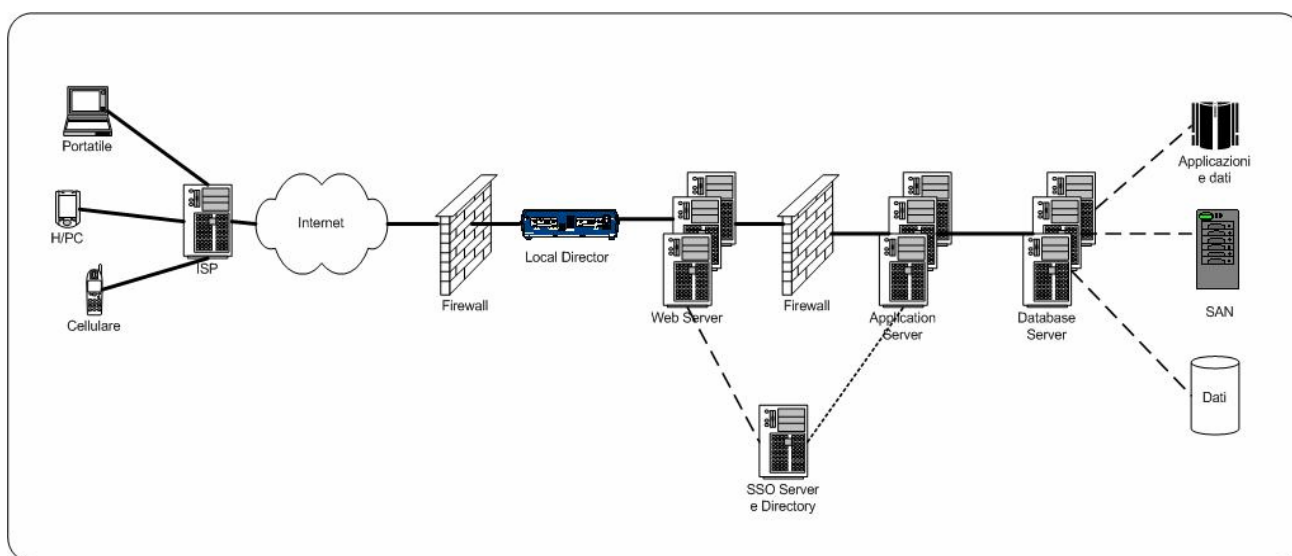 Portatile
H/PC
Cellulare
ISP
Internet
Firewall
Local Director
Web Server
Firewall
Application
Server
Database
Server
SSO Server
e Directory
Applicazioni
e dati
SAN
Dati